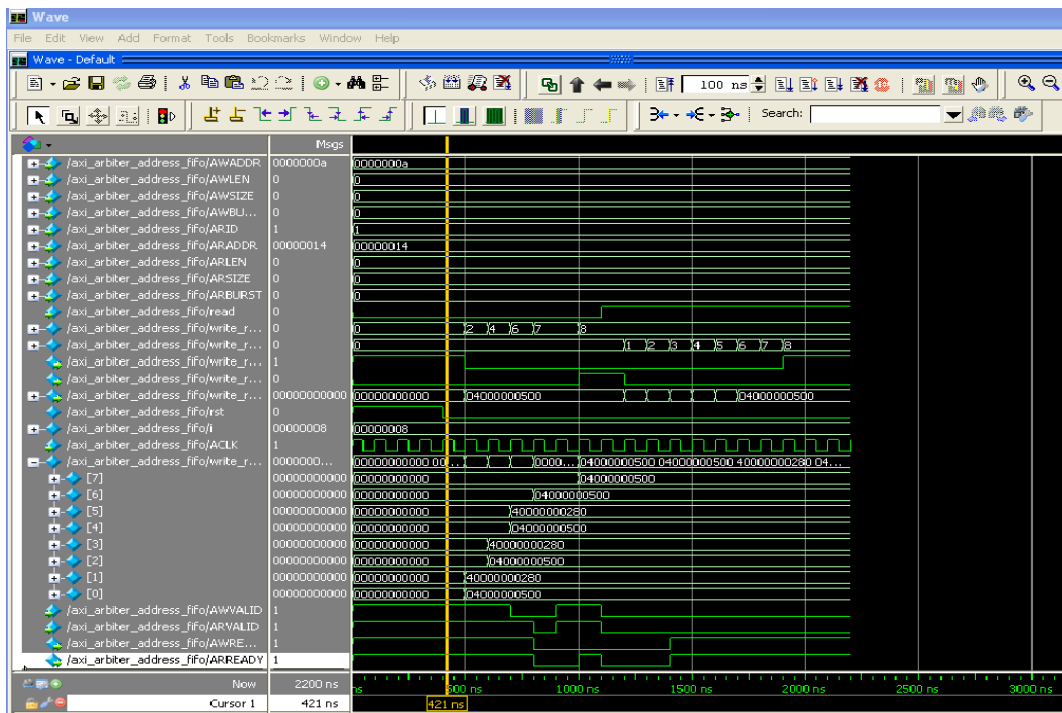 Wave
File Edit View Add Format Tools Bookmarks Window Help
Wave - Default
100 ns Search:
Msgs
/axi_arbiter_address_fifo/AWADDR 0000000a 0000000a
/axi_arbiter_address_fifo/AWLEN 0 0
/axi_arbiter_address_fifo/AWSIZE 0 0
/axi_arbiter_address_fifo/AWBU... 0 0
/axi_arbiter_address_fifo/ARID 1 1
/axi_arbiter_address_fifo/ARADDR 00000014 00000014
/axi_arbiter_address_fifo/ARLEN 0 0
/axi_arbiter_address_fifo/ARSIZE 0 0
/axi_arbiter_address_fifo/ARBURST 0 0
/axi_arbiter_address_fifo/read 0
/axi_arbiter_address_fifo/write_r... 0 0 2 4 6 7 8
/axi_arbiter_address_fifo/write_r... 0 0 1 2 3 4 5 6 7 8
/axi_arbiter_address_fifo/write_r... 1
/axi_arbiter_address_fifo/write_r... 0
/axi_arbiter_address_fifo/write_r... 00000000000 00000000000 04000000500 04000000500
/axi_arbiter_address_fifo/rst 0
/axi_arbiter_address_fifo/i 00000008 00000008
/axi_arbiter_address_fifo/ACLK 1
/axi_arbiter_address_fifo/write_r... 0000000... 00000000000 00... 0000... 04000000500 04000000500 40000000280 04...
[7] 00000000000 00000000000 04000000500
[6] 00000000000 00000000000 04000000500
[5] 00000000000 00000000000 40000000280
[4] 00000000000 00000000000 04000000500
[3] 00000000000 00000000000 40000000280
[2] 00000000000 00000000000 04000000500
[1] 00000000000 00000000000 40000000280
[0] 00000000000 00000000000 04000000500
/axi_arbiter_address_fifo/AWVALID 1
/axi_arbiter_address_fifo/ARVALID 1
/axi_arbiter_address_fifo/AWRE... 1
/axi_arbiter_address_fifo/ARREADY 1
Now 2200 ns ns 500 ns 1000 ns 1500 ns 2000 ns 2500 ns 3000 ns
Cursor 1 421 ns 421 ns